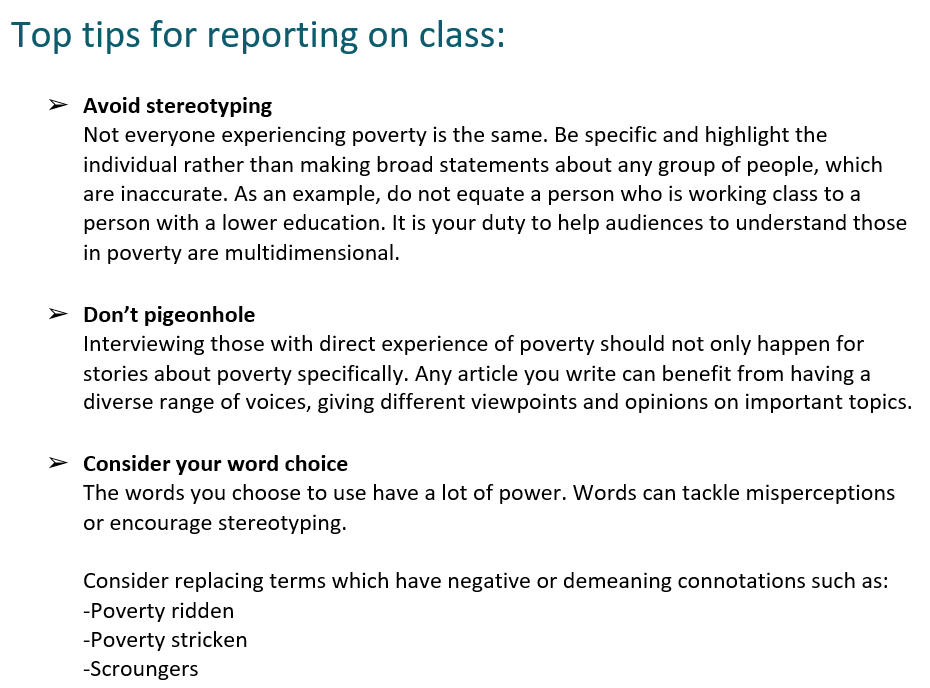 Top tips for reporting on class:
➢ Avoid stereotyping
Not everyone experiencing poverty is the same. Be specific and highlight the
individual rather than making broad statements about any group of people, which
are inaccurate. As an example, do not equate a person who is working class to a
person with a lower education. It is your duty to help audiences to understand those
in poverty are multidimensional.
➢ Don’t pigeonhole
Interviewing those with direct experience of poverty should not only happen for
stories about poverty specifically. Any article you write can benefit from having a
diverse range of voices, giving different viewpoints and opinions on important topics.
➢ Consider your word choice
The words you choose to use have a lot of power. Words can tackle misperceptions
or encourage stereotyping.
Consider replacing terms which have negative or demeaning connotations such as:
-Poverty ridden
-Poverty stricken
-Scroungers